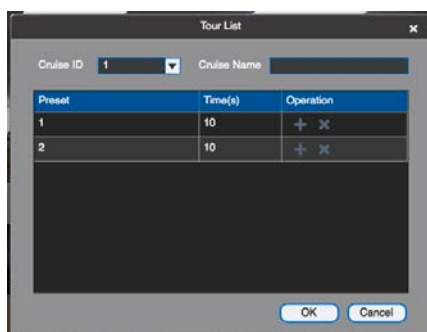 Tour List
Cruise ID 1 Cruise Name
Preset Time(s) Operation
1 10
2 10
OK Cancel